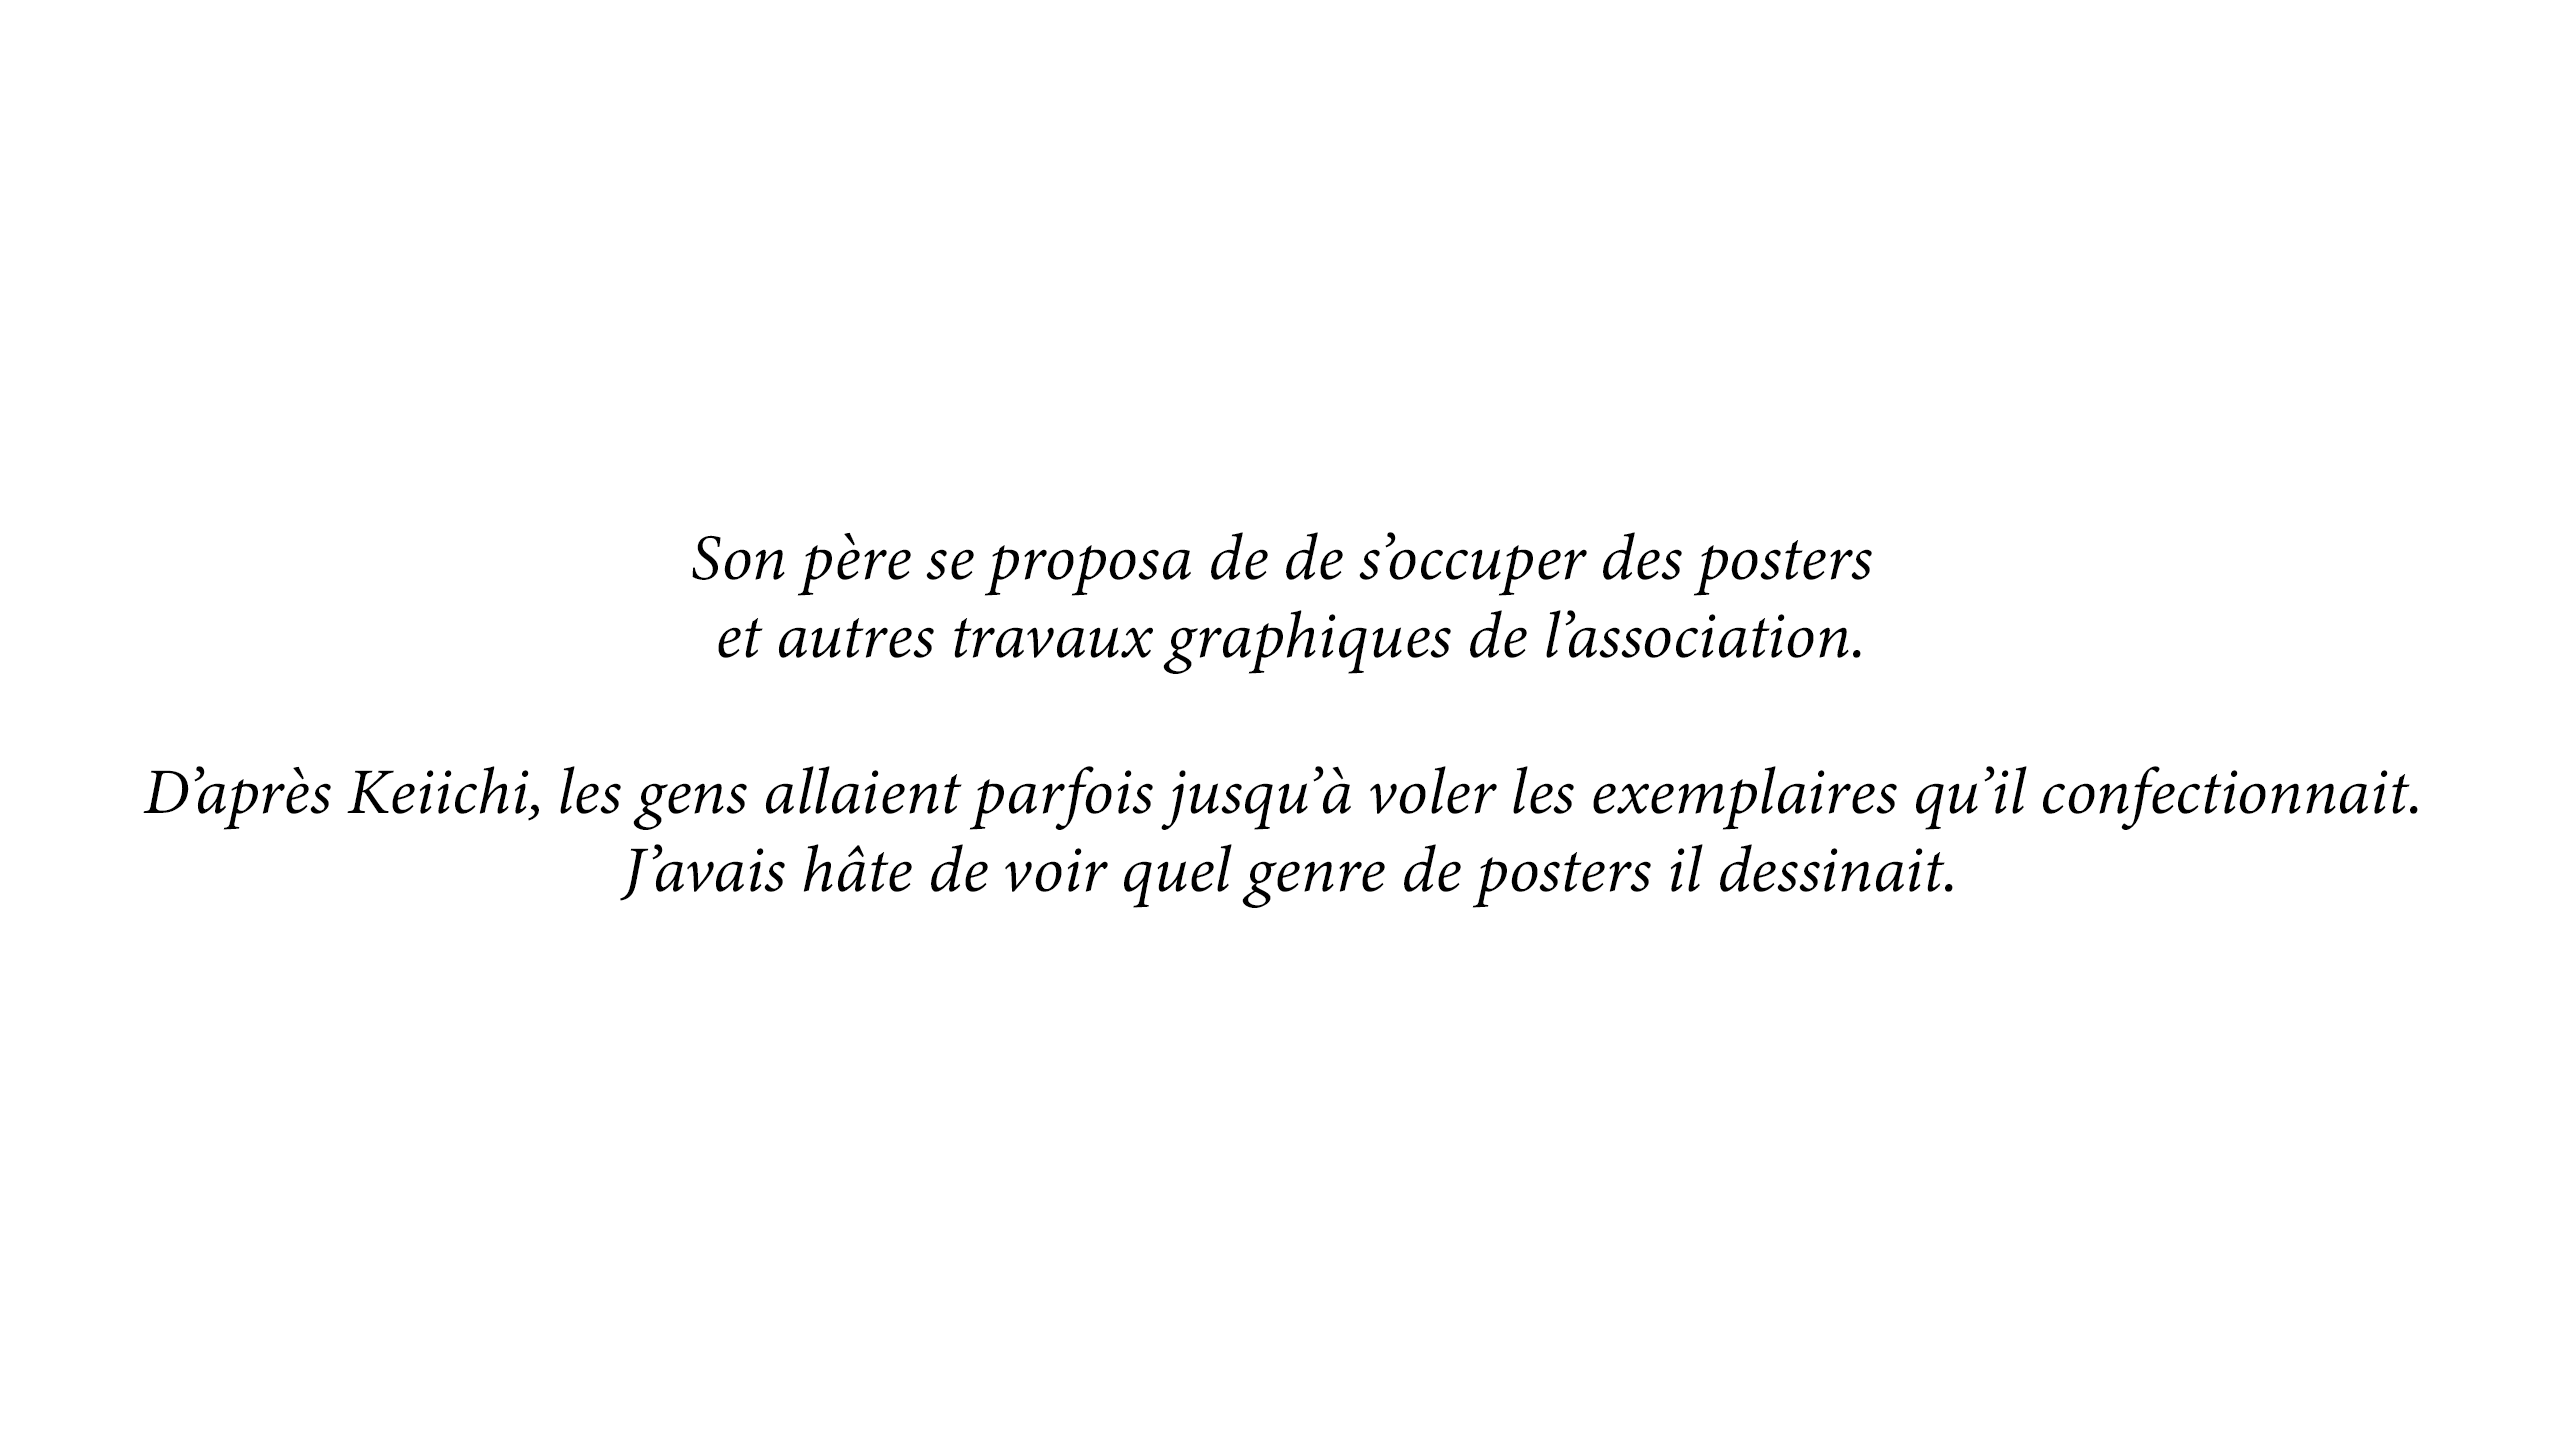 Son père se proposa de de s’occuper des posters
et autres travaux graphiques de l’association.
D’après Keiichi, les gens allaient parfois jusqu’à voler les exemplaires qu’il confectionnait.
J’avais hâte de voir quel genre de posters il dessinait.